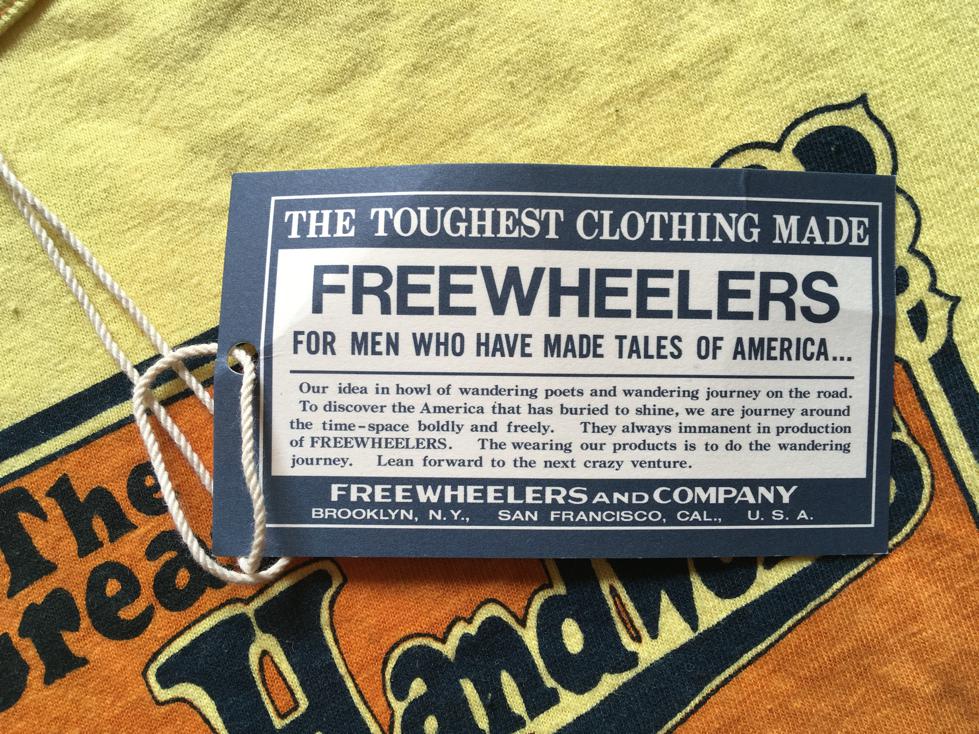 THE TOUGHEST CLOTHING MADE
FREEWHEELERS
FOR MEN WHO HAVE MADE TALES OF AMERICA...
Our idea in howl of wandering poets and wandering journey on the road.
To discover the America that has buried to shine, we are journey around
the time-space boldly and freely. They always immanent in production
of FREEWHEELERS. The wearing our products is to do the wandering
journey. Lean forward to the next crazy venture.
FREEWHEELERS AND COMPANY
BROOKLYN, N.Y., SAN FRANCISCO, CAL., U. S. A.
The